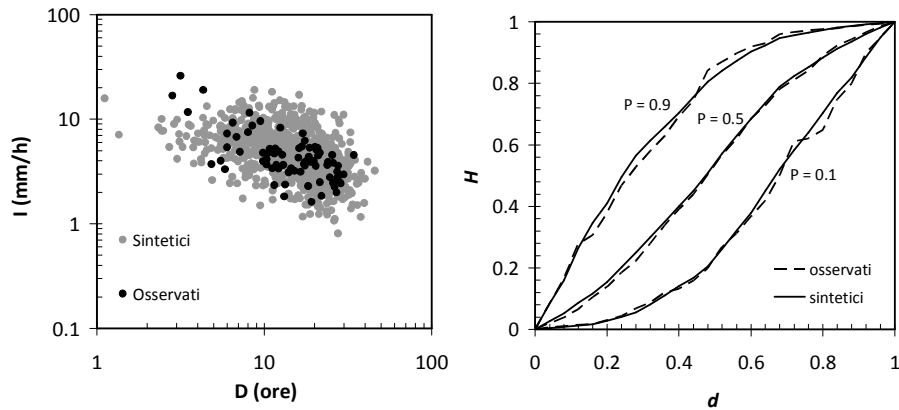 100
10
1
0.1
I (mm/h)
Sintetici
Osservati
1
10
100
D (ore)
1
0.8
0.6
0.4
0.2
0
H
P = 0.9
P = 0.5
P = 0.1
osservati
sintetici
0
0.2
0.4
0.6
0.8
1
d